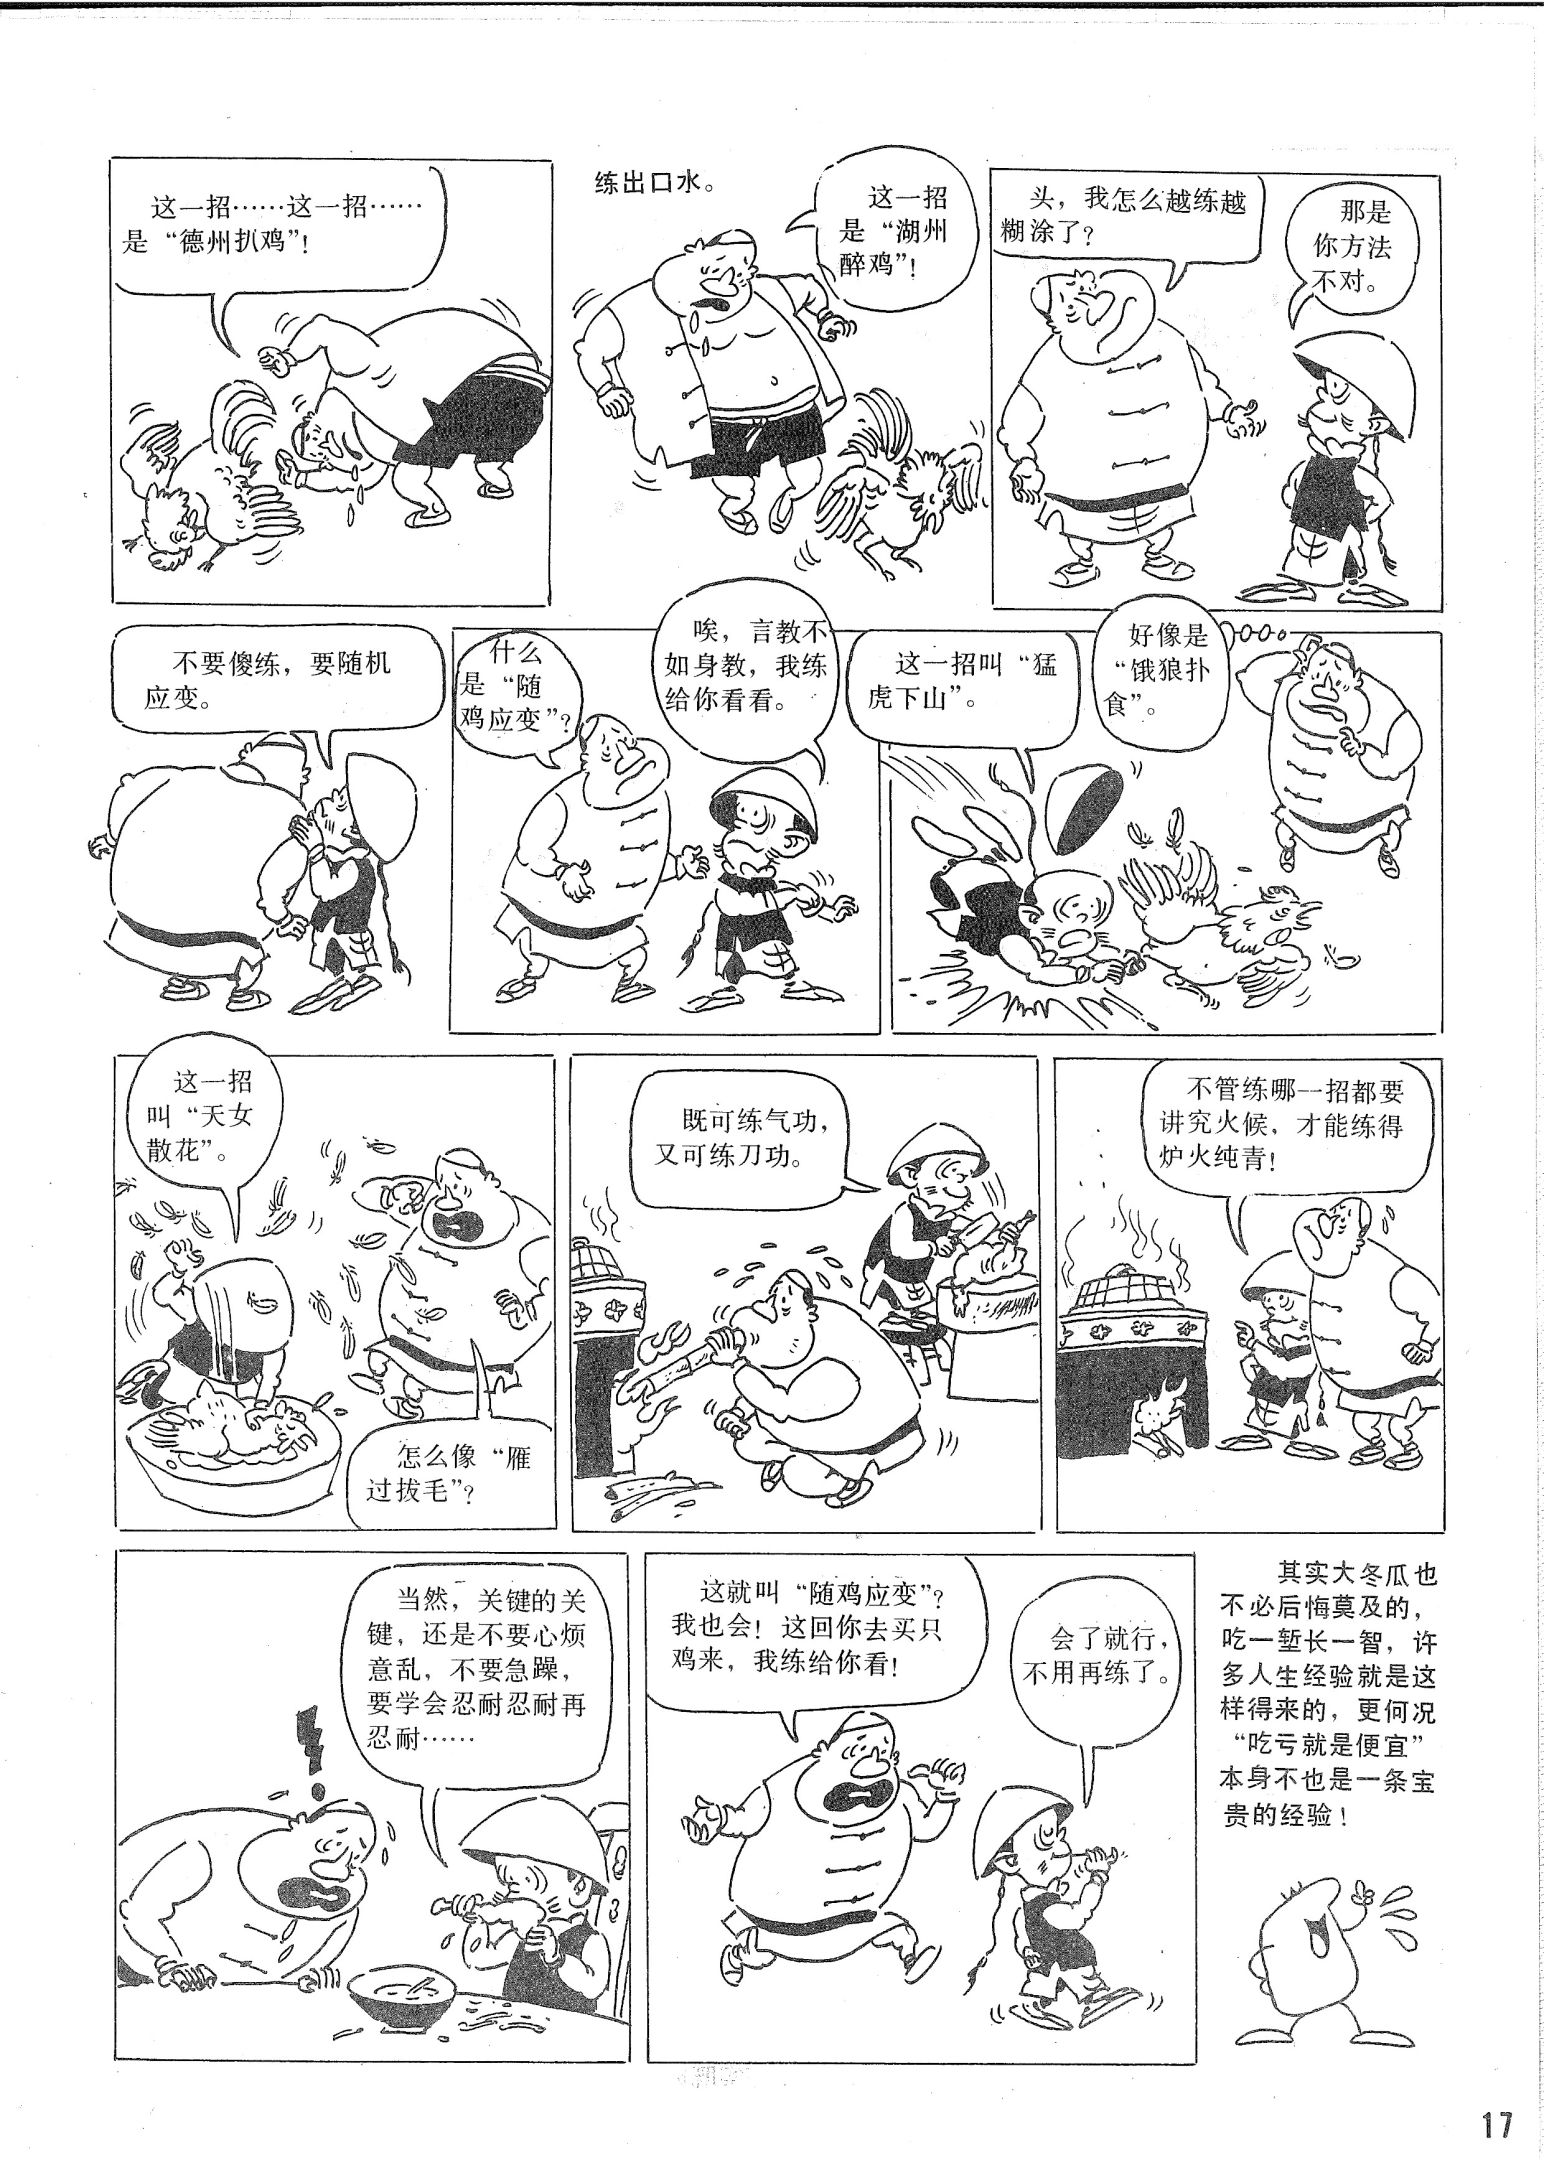 这一招……这一招……
是“德州扒鸡”！
练出口水。
这一招
是“湖州
醉鸡”！
头，我怎么越练越
糊涂了？
那是
你方法
不对。
不要傻练，要随机
应变。
什么
是“随
鸡应变”？
唉，言教不
如身教，我练
给你看看。
这一招叫“猛
虎下山”。
好像是
“饿狼扑
食”。
这一招
叫“天女
散花”。
怎么像“雁
过拔毛”？
既可练气功，
又可练刀功。
不管练哪一招都要
讲究火候，才能练得
炉火纯青！
当然，关键的关
键，还是不要心烦
意乱，不要急躁，
要学会忍耐忍耐再
忍耐……
这就叫“随鸡应变”？
我也会！这回你去买只
鸡来，我练给你看！
会了就行，
不用再练了。
其实大冬瓜也
不必后悔莫及的，
吃一堑长一智，许
多人生经验就是这
样得来的，更何况
“吃亏就是便宜”
本身不也是一条宝
贵的经验！
17